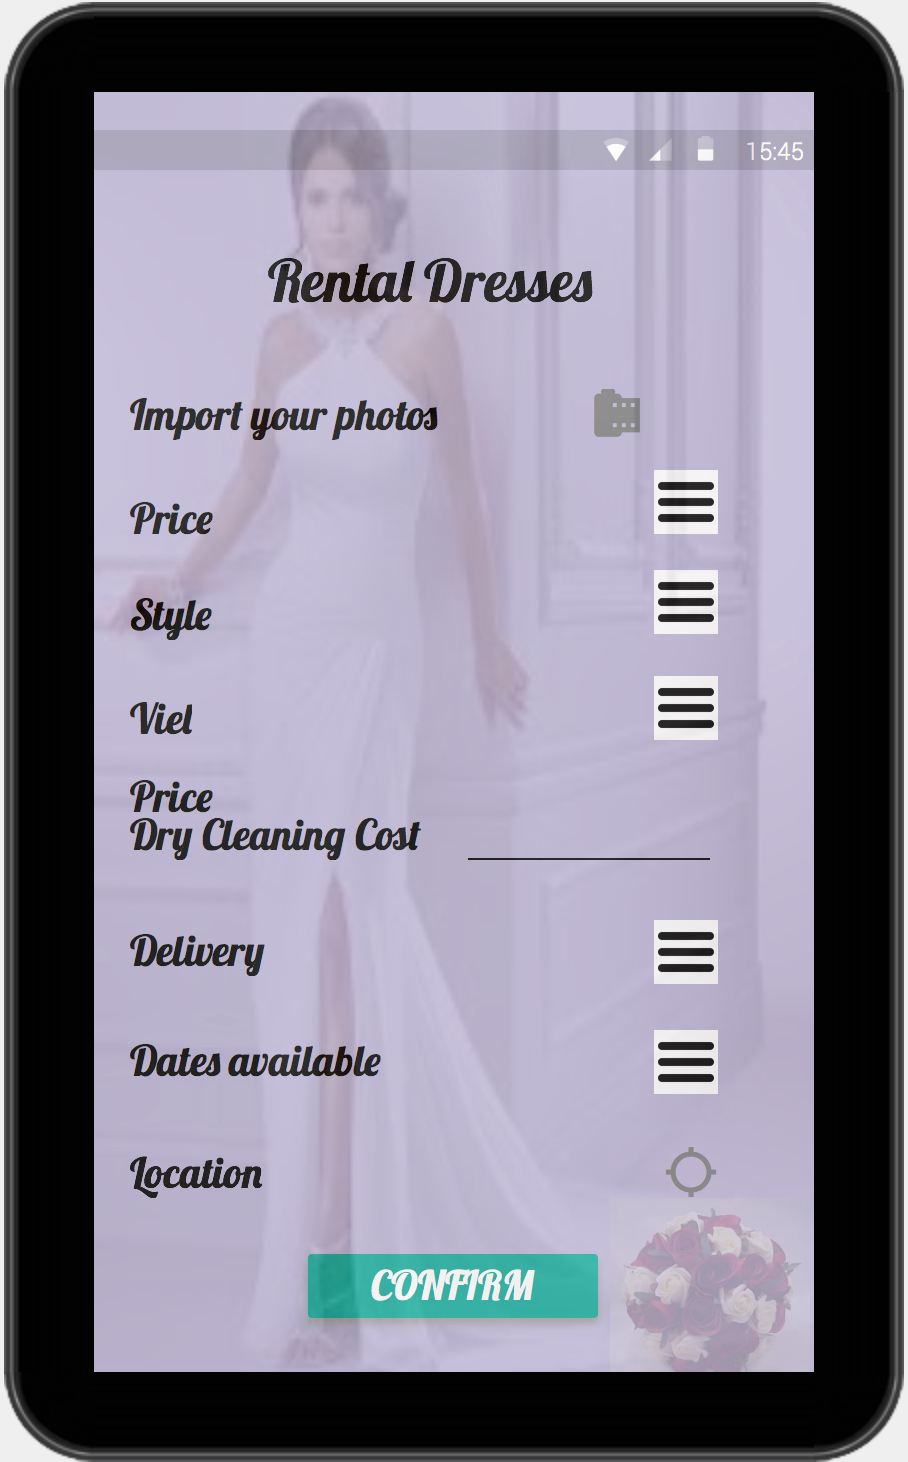 15:45
Rental Dresses
Import your photos
Price
Style
Viel
Price
Dry Cleaning Cost
Delivery
Dates available
Location
CONFIRM